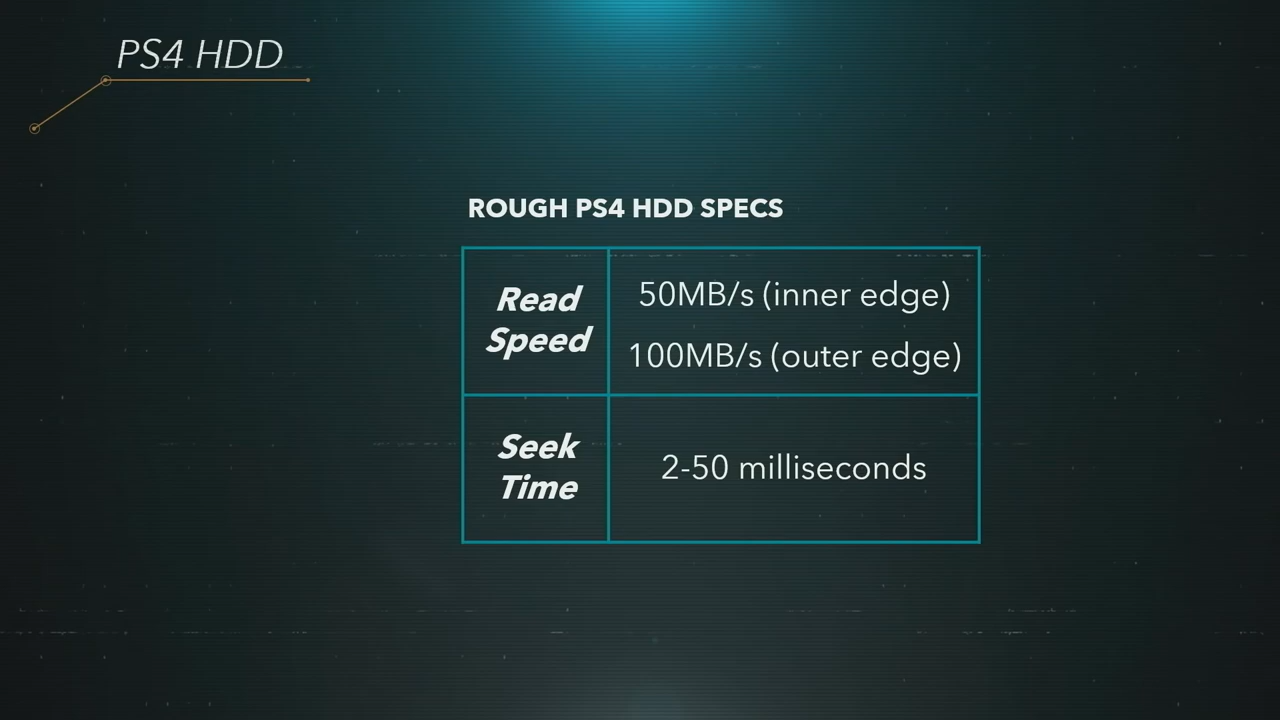 PS4 HDD
ROUGH PS4 HDD SPECS
Read
Speed
50MB/s (inner edge)
100MB/s (outer edge)
Seek
Time
2-50 milliseconds